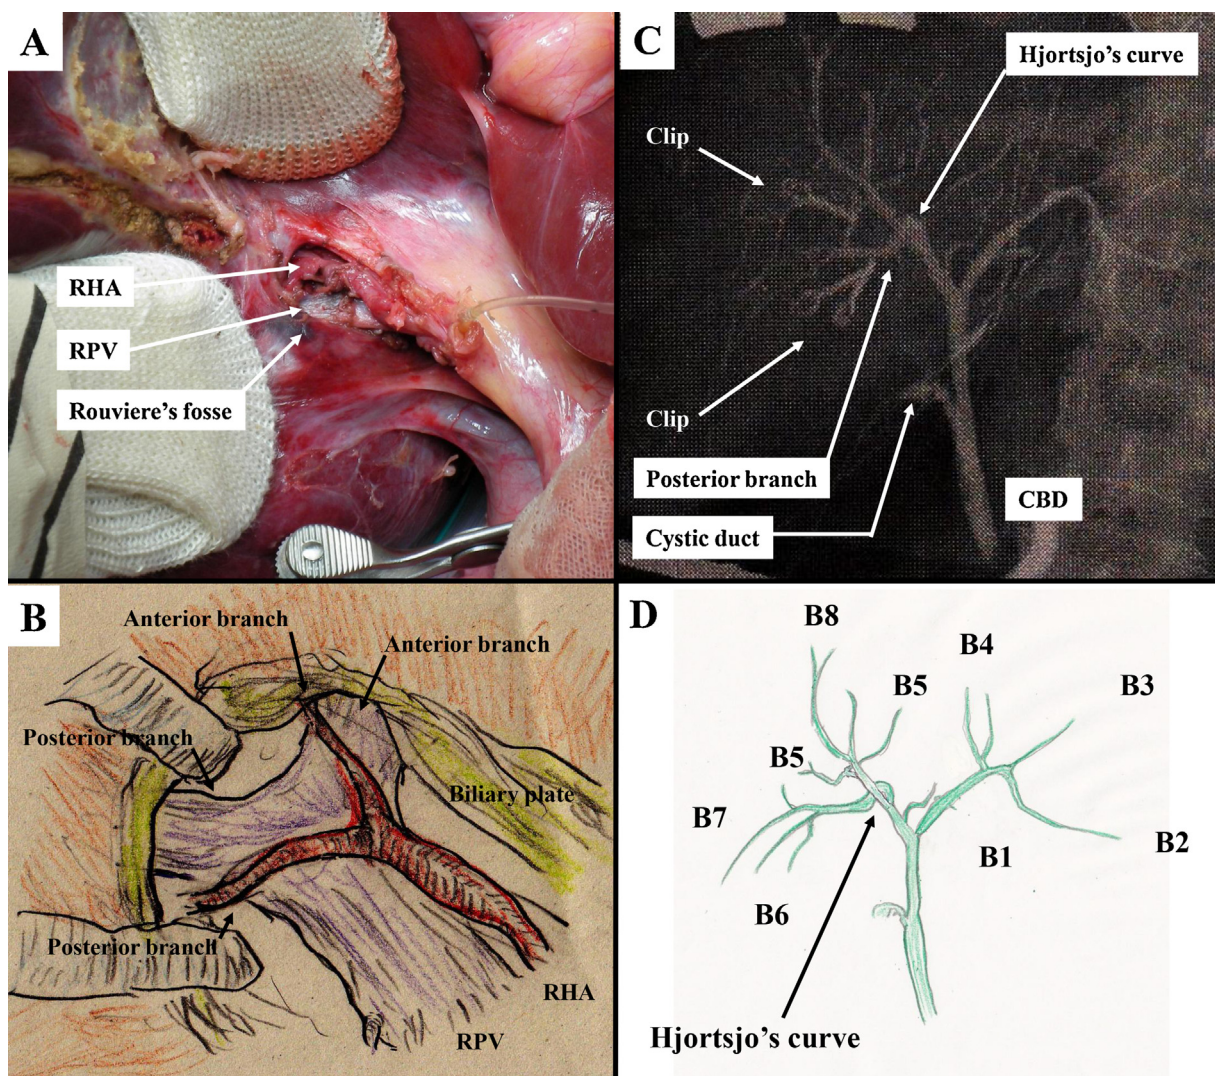 A
RHA
RPV
Rouviere's fosse
B
Anterior branch
Anterior branch
Posterior branch
Biliary plate
Posterior branch
RHA
RPV
C
Hjortsjo's curve
Clip
Clip
Posterior branch
CBD
Cystic duct
D
B8
B4
B5
B3
B5
B7
B1
B2
B6
Hjortsjo's curve